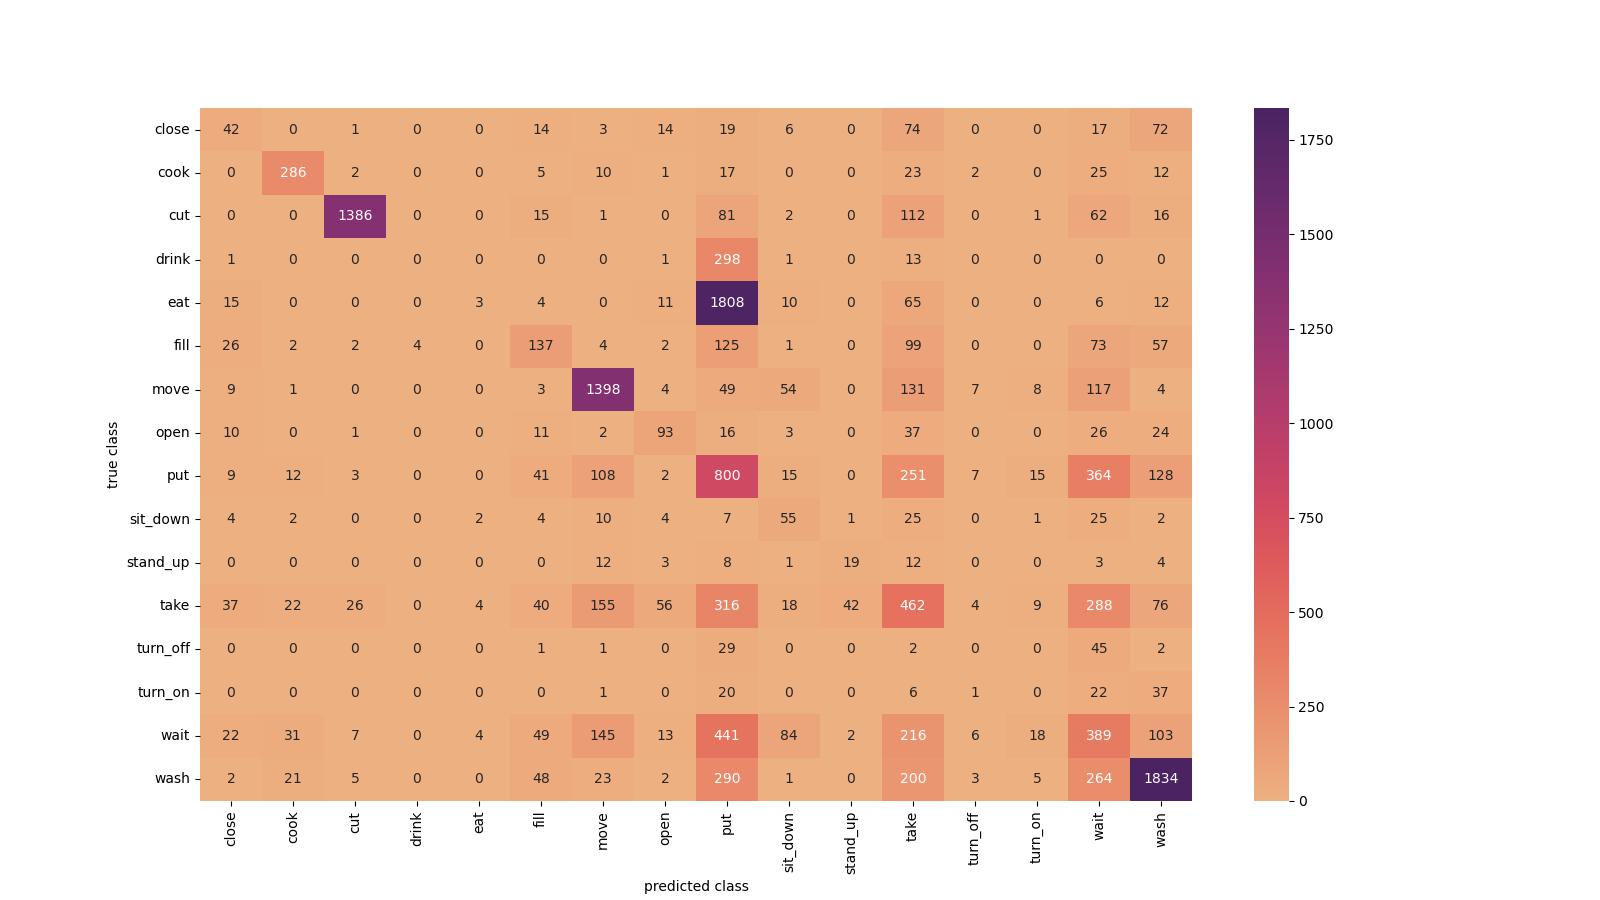 close 42 0 1 0 0 14 3 14 19 6 0 74 0 0 17 72
cook 0 286 2 0 0 5 10 1 17 0 0 23 2 0 25 12
cut 0 0 1386 0 0 15 1 0 81 2 0 112 0 1 62 16
drink 1 0 0 0 0 0 0 1 298 1 0 13 0 0 0 0
eat 15 0 0 0 3 4 0 11 1808 10 0 65 0 0 6 12
fill 26 2 2 4 0 137 4 2 125 1 0 99 0 0 73 57
move 9 1 0 0 0 3 1398 4 49 54 0 131 7 8 117 4
open 10 0 1 0 0 11 2 93 16 3 0 37 0 0 26 24
put 9 12 3 0 0 41 108 2 800 15 0 251 7 15 364 128
sit_down 4 2 0 0 2 4 10 4 7 55 1 25 0 1 25 2
stand_up 0 0 0 0 0 0 12 3 8 1 19 12 0 0 3 4
take 37 22 26 0 4 40 155 56 316 18 42 462 4 9 288 76
turn_off 0 0 0 0 0 1 1 0 29 0 0 2 0 0 45 2
turn_on 0 0 0 0 0 0 1 0 20 0 0 6 1 0 22 37
wait 22 31 7 0 4 49 145 13 441 84 2 216 6 18 389 103
wash 2 21 5 0 0 48 23 2 290 1 0 200 3 5 264 1834
close cook cut drink eat fill move open put sit_down stand_up take turn_off turn_on wait wash
predicted class
true class
1750
1500
1250
1000
750
500
250
0